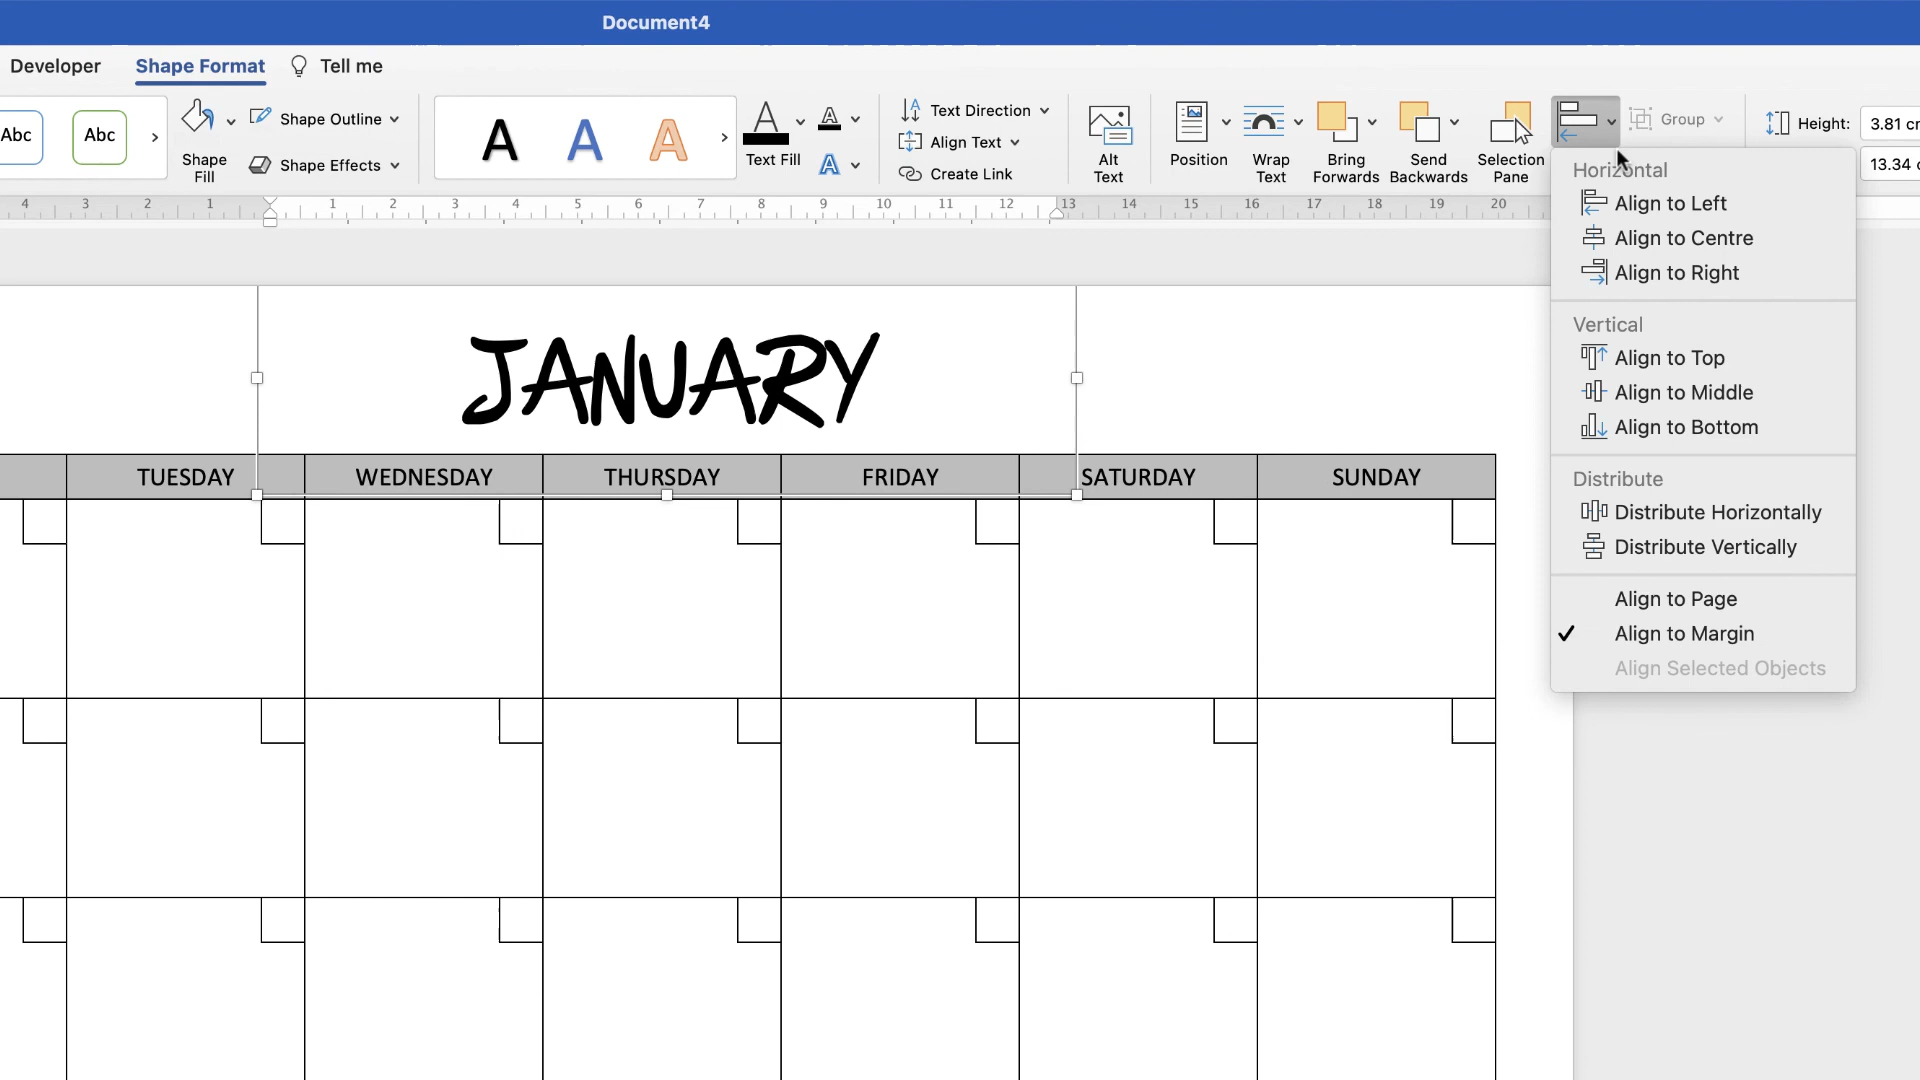 Document4
Developer
Shape Format
Tell me
Abc
Abc
Shape Fill
Shape Outline
Shape Effects
A
A
A
A
Text Fill
A
A
Text Direction
Align Text
Create Link
Alt Text
Position
Wrap Text
Bring Forwards
Send Backwards
Selection Pane
Group
Height:
3.81 cm
13.34 c
4 3 2 1 1 2 3 4 5 6 7 8 9 10 11 12 13 14 15 16 17 18 19 20
Horizontal
Align to Left
Align to Centre
Align to Right
Vertical
Align to Top
Align to Middle
Align to Bottom
Distribute
Distribute Horizontally
Distribute Vertically
Align to Page
Align to Margin
Align Selected Objects
JANUARY
TUESDAY
WEDNESDAY
THURSDAY
FRIDAY
SATURDAY
SUNDAY